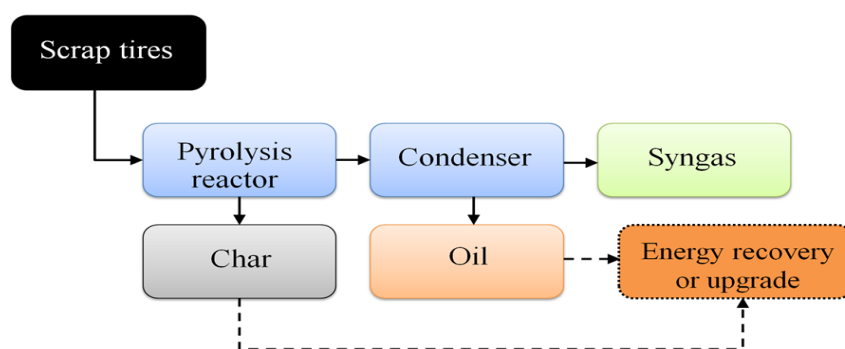 Scrap tires
Pyrolysis
reactor
Condenser
Syngas
Char
Oil
Energy recovery
or upgrade